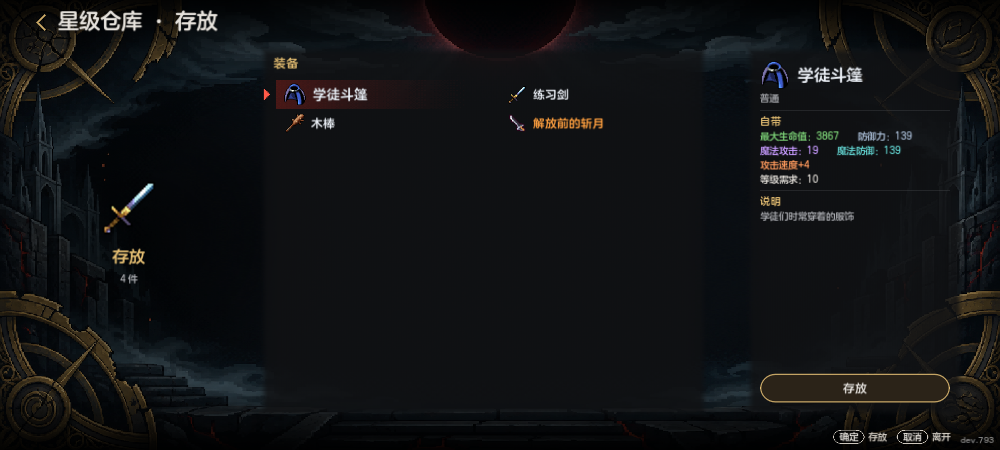 星级仓库 · 存放
装备
学徒斗篷
练习剑
木棒
解放前的斩月
存放
4 件
学徒斗篷
普通
自带
最大生命值: 3867 防御力: 139
魔法攻击: 19 魔法防御: 139
攻击速度+4
等级需求: 10
说明
学徒们时常穿着的服饰
存放
确定 存放 取消 离开 dev.793